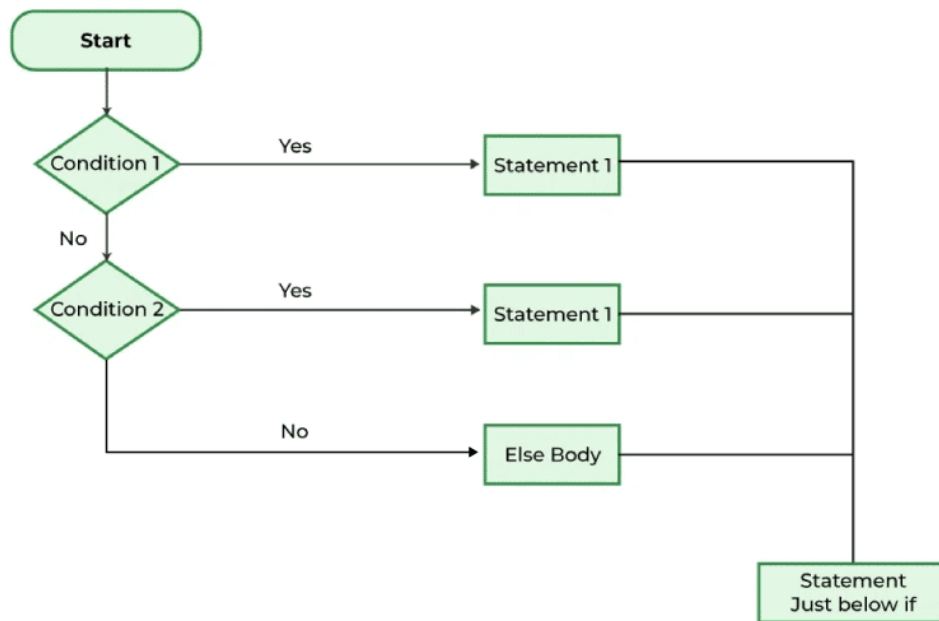 Start
Condition 1
Yes
Statement 1
No
Condition 2
Yes
Statement 1
No
Else Body
Statement
Just below if